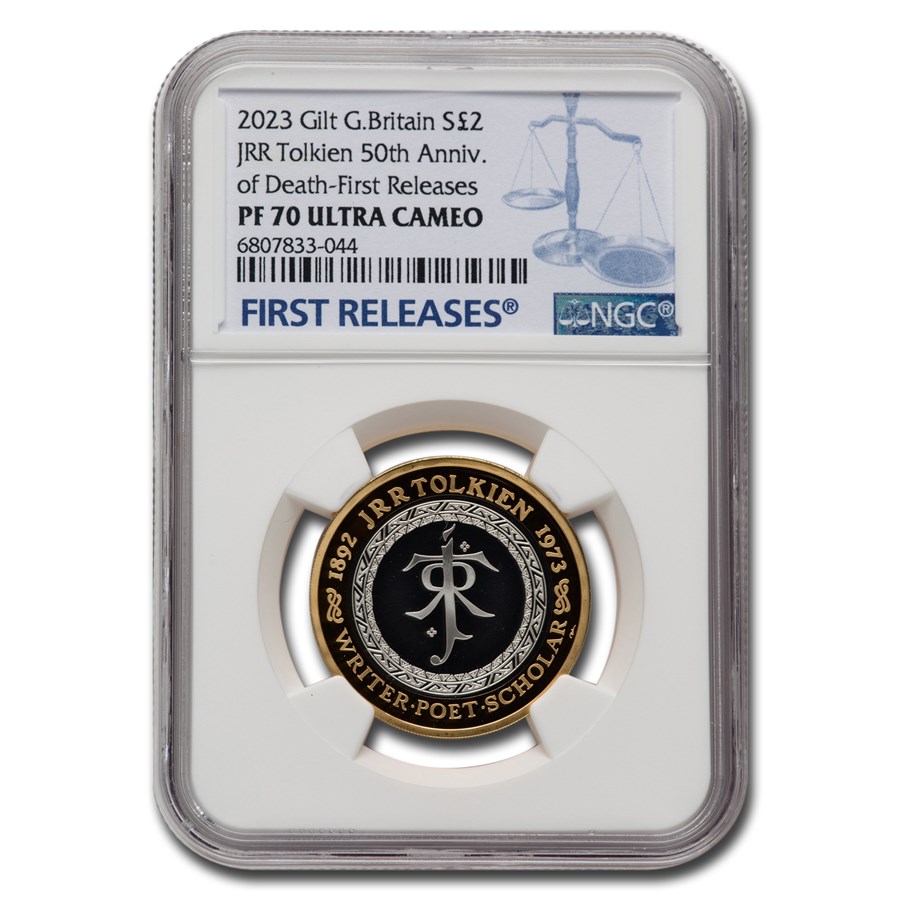 2023 Gilt G.Britain S£2
JRR Tolkien 50th Anniv.
of Death-First Releases
PF 70 ULTRA CAMEO
6807833-044
FIRST RELEASES®
NGC®
1892 JRR TOLKIEN 1973
WRITER·POET·SCHOLAR